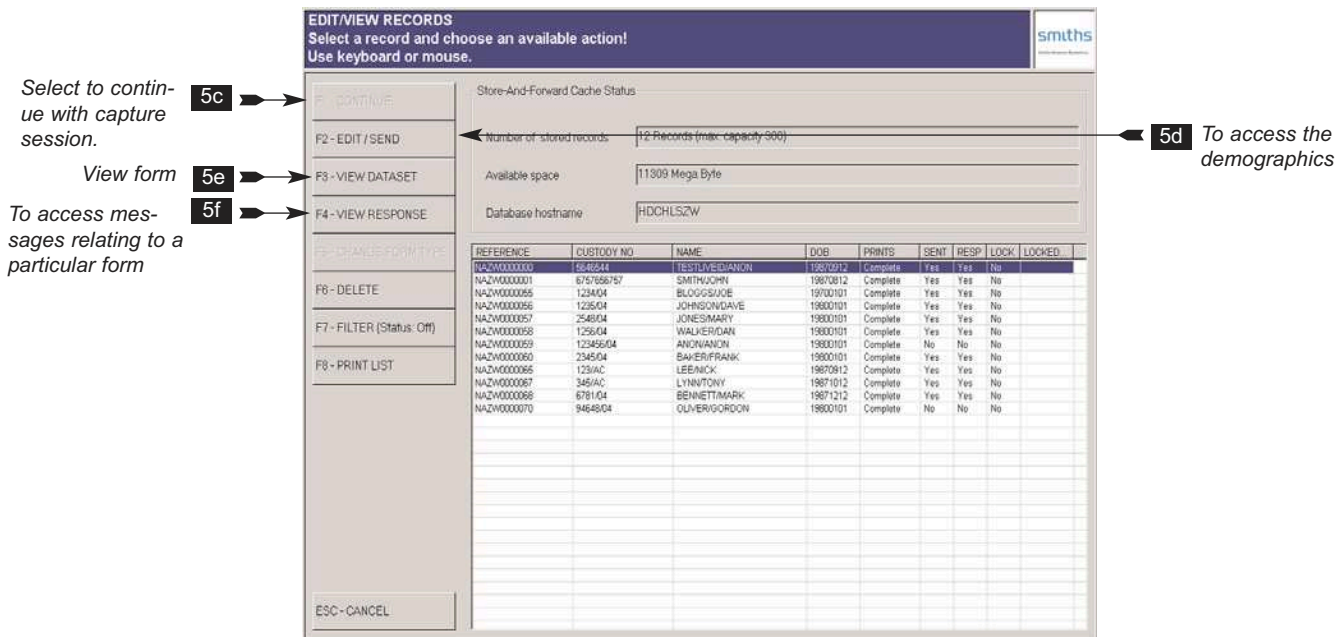 EDIT/VIEW RECORDS
Select a record and choose an available action!
Use keyboard or mouse.
smiths
Select to contin-
ue with capture
session.
5c
View form
5e
To access mes-
sages relating to a
particular form
5f
F1 - CONTINUE
F2 - EDIT / SEND
F3 - VIEW DATASET
F4 - VIEW RESPONSE
F5 - CHANGE FORM TYPE
F6 - DELETE
F7 - FILTER (Status: Off)
F8 - PRINT LIST
ESC - CANCEL
Store-And-Forward Cache Status
Number of stored records 12 Records (max. capacity 300)
Available space 11309 Mega Byte
Database hostname HDCHLSZW
5d
To access the
demographics
REFERENCE CUSTODY NO NAME DOB PRINTS SENT RESP LOCK LOCKED...
NAZW0000000 5646544 TESTLIVEID/ANON 19870912 Complete Yes Yes No
NAZW0000001 6757656757 SMITH/JOHN 19870812 Complete Yes Yes No
NAZW0000055 1234/04 BLOGGS/JOE 19700101 Complete Yes Yes No
NAZW0000056 1235/04 JOHNSON/DAVE 19800101 Complete Yes Yes No
NAZW0000057 2548/04 JONES/MARY 19800101 Complete Yes Yes No
NAZW0000058 1256/04 WALKER/DAN 19800101 Complete Yes Yes No
NAZW0000059 123456/04 ANON/ANON 19800101 Complete No No No
NAZW0000060 2345/04 BAKER/FRANK 19800101 Complete Yes Yes No
NAZW0000066 123/AC LEE/NICK 19870912 Complete Yes Yes No
NAZW0000067 345/AC LYNN/TONY 19871012 Complete Yes Yes No
NAZW0000068 6781/04 BENNETT/MARK 19871212 Complete Yes Yes No
NAZW0000070 94648/04 OLIVER/GORDON 19800101 Complete No No No